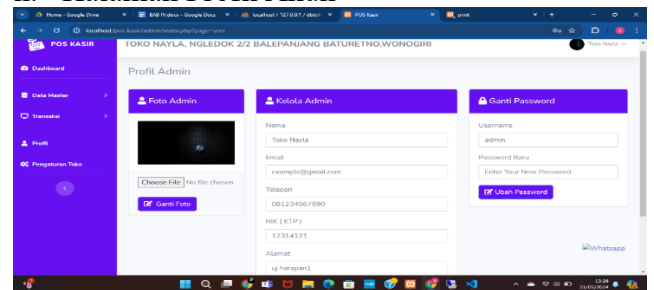 Home - Google Drive
BAB IV.docx - Google Docs
localhost / 127.0.0.1 /
POS Kasir
print
localhost/pos-kasir/admin/index.php?page=user
POS KASIR
TOKO NAYLA, NGLEDOK 2/2 BALEPANJANG BATURETNO,WONOGIRI
Toko Nayla
Dashboard
Data Master
Transaksi
Profil
Pengaturan Toko
Profil Admin
Foto Admin
Choose File No file chosen
Ganti Foto
Kelola Admin
Nama
Toko Nayla
Email
example@gmail.com
Telepon
081234567890
NIK ( KTP )
12314121
Alamat
uj harapan1
Ganti Password
Username
admin
Password Baru
Enter Your New Password
Ubah Password
Whatsapp
13:28
21/05/2024